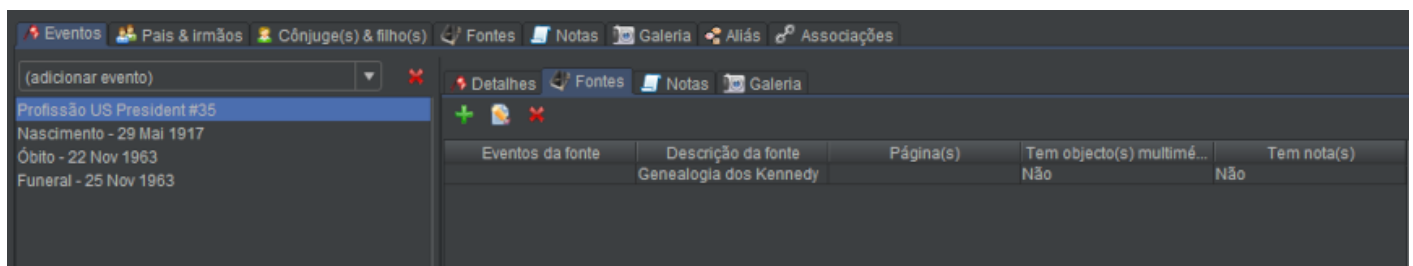 Eventos Pais & irmãos Cônjuge(s) & filho(s) Fontes Notas Galeria Aliás Associações
(adicionar evento)
Detalhes Fontes Notas Galeria
Profissão US President #35
Nascimento - 29 Mai 1917
Óbito - 22 Nov 1963
Funeral - 25 Nov 1963
Eventos da fonte Descrição da fonte Página(s) Tem objecto(s) multimé... Tem nota(s)
Genealogia dos Kennedy Não Não